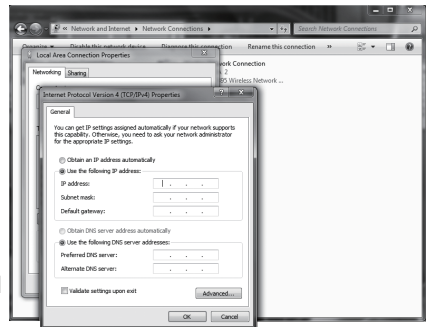 « Network and Internet ▸ Network Connections ▸
Search Network Connections
Organize ▾ Disable this network device Diagnose this connection Rename this connection »
Local Area Connection Properties
Networking Sharing
work Connection
95 Wireless Network ...
Internet Protocol Version 4 (TCP/IPv4) Properties
General
You can get IP settings assigned automatically if your network supports
this capability. Otherwise, you need to ask your network administrator
for the appropriate IP settings.
Obtain an IP address automatically
Use the following IP address:
IP address:
Subnet mask:
Default gateway:
Obtain DNS server address automatically
Use the following DNS server addresses:
Preferred DNS server:
Alternate DNS server:
Validate settings upon exit
Advanced...
OK Cancel